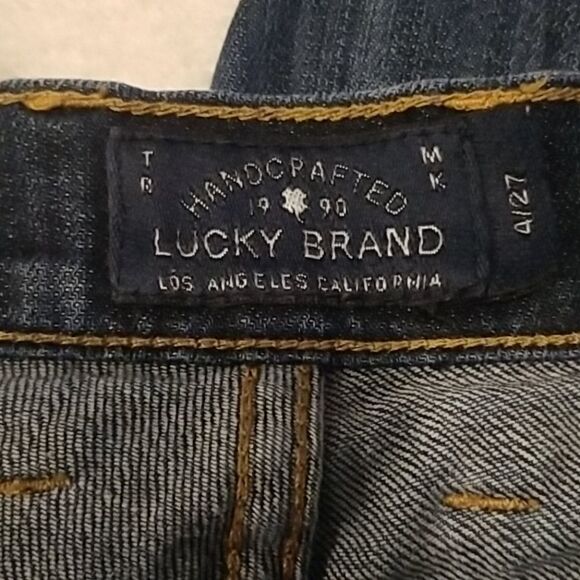 TR MK
HANDCRAFTED
19 90
LUCKY BRAND
LOS ANGELES CALIFORNIA
4/27